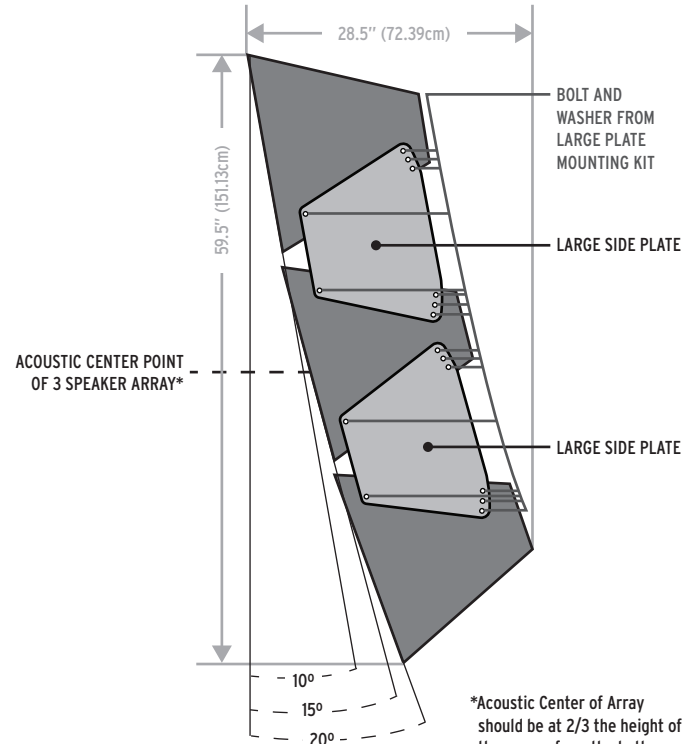 28.5" (72.39cm)
59.5" (151.13cm)
BOLT AND
WASHER FROM
LARGE PLATE
MOUNTING KIT
LARGE SIDE PLATE
ACOUSTIC CENTER POINT
OF 3 SPEAKER ARRAY*
LARGE SIDE PLATE
10º
15º
20º
*Acoustic Center of Array
should be at 2/3 the height of